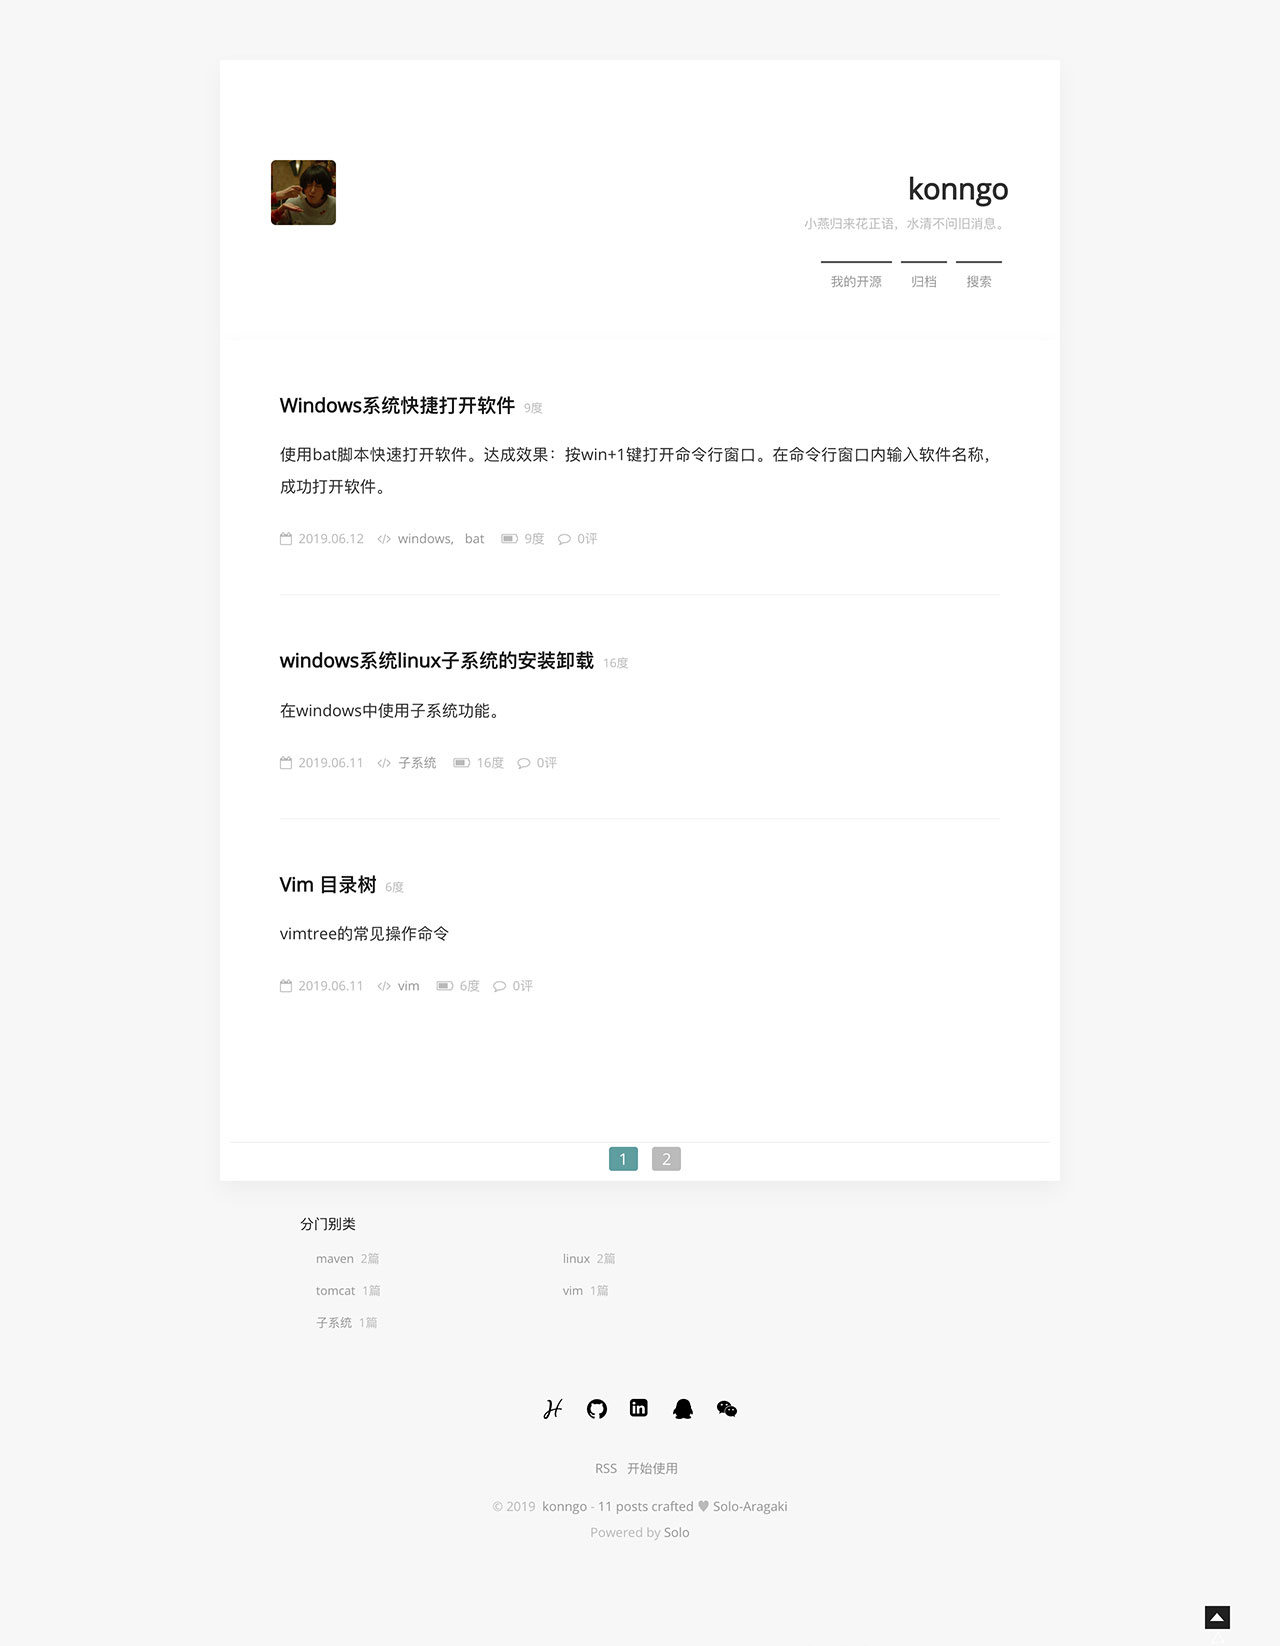 konngo
小燕归来花正语，水清不问旧消息。
我的开源 归档 搜索
Windows系统快捷打开软件 9度
使用bat脚本快速打开软件。达成效果：按win+1键打开命令行窗口。在命令行窗口内输入软件名称，
成功打开软件。
2019.06.12 windows, bat 9度 0评
windows系统linux子系统的安装卸载 16度
在windows中使用子系统功能。
2019.06.11 子系统 16度 0评
Vim 目录树 6度
vimtree的常见操作命令
2019.06.11 vim 6度 0评
1 2
分门别类
maven 2篇 linux 2篇
tomcat 1篇 vim 1篇
子系统 1篇
RSS 开始使用
© 2019 konngo - 11 posts crafted ♥ Solo-Aragaki
Powered by Solo